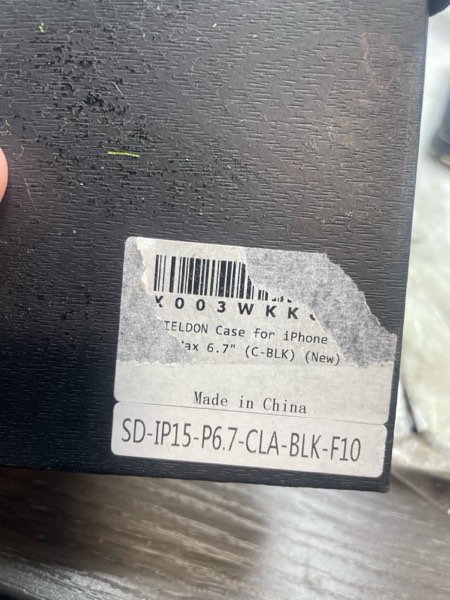 X003WKK
IELDON Case for iPhone
ax 6.7" (C-BLK) (New)
Made in China
SD-IP15-P6.7-CLA-BLK-F10